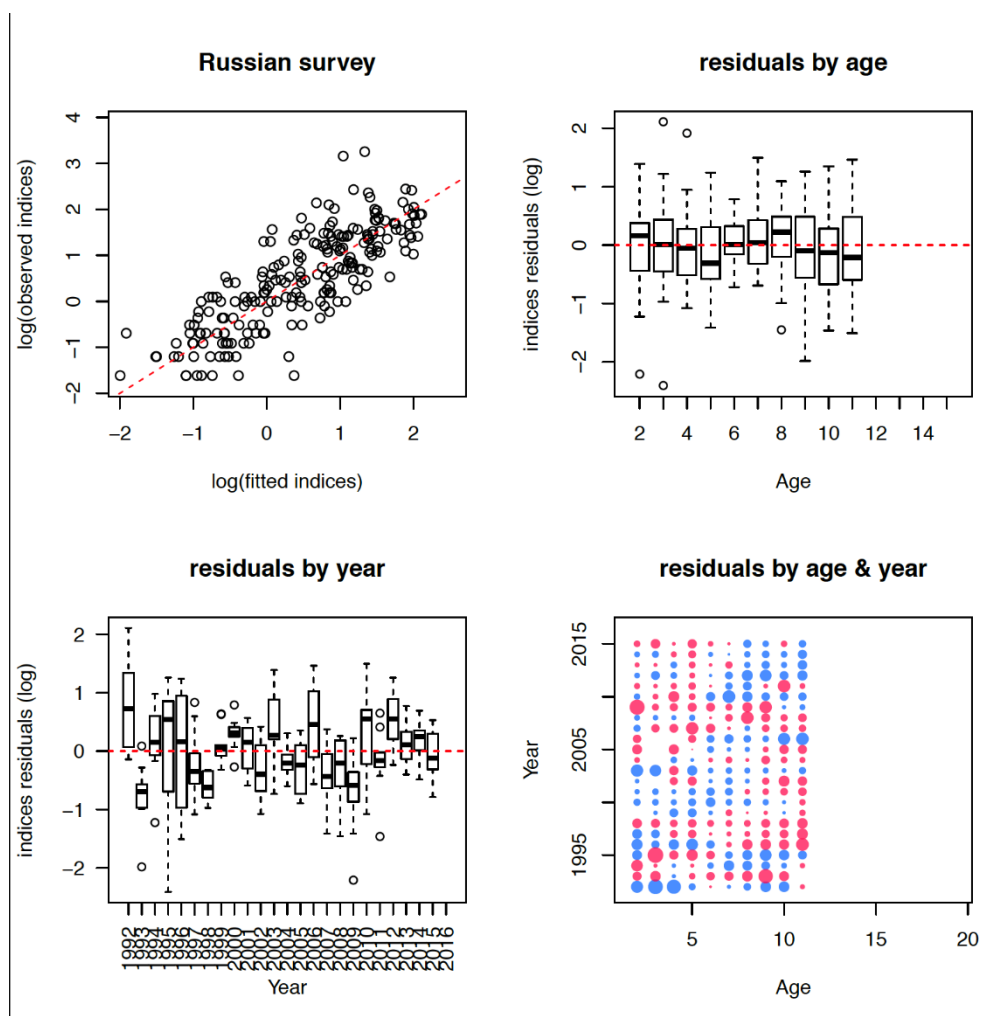 Russian survey
log(observed indices)
4
3
2
1
0
−1
−2
−2 −1 0 1 2
log(fitted indices)
residuals by age
indices residuals (log)
2
1
0
−1
−2
2 4 6 8 10 12 14
Age
residuals by year
indices residuals (log)
2
1
0
−1
−2
1992 1993 1994 1995 1996 1997 1998 1999 2000 2001 2002 2003 2004 2005 2006 2007 2008 2009 2010 2011 2012 2013 2014 2015 2016
Year
residuals by age & year
Year
2015
2005
1995
5 10 15 20
Age